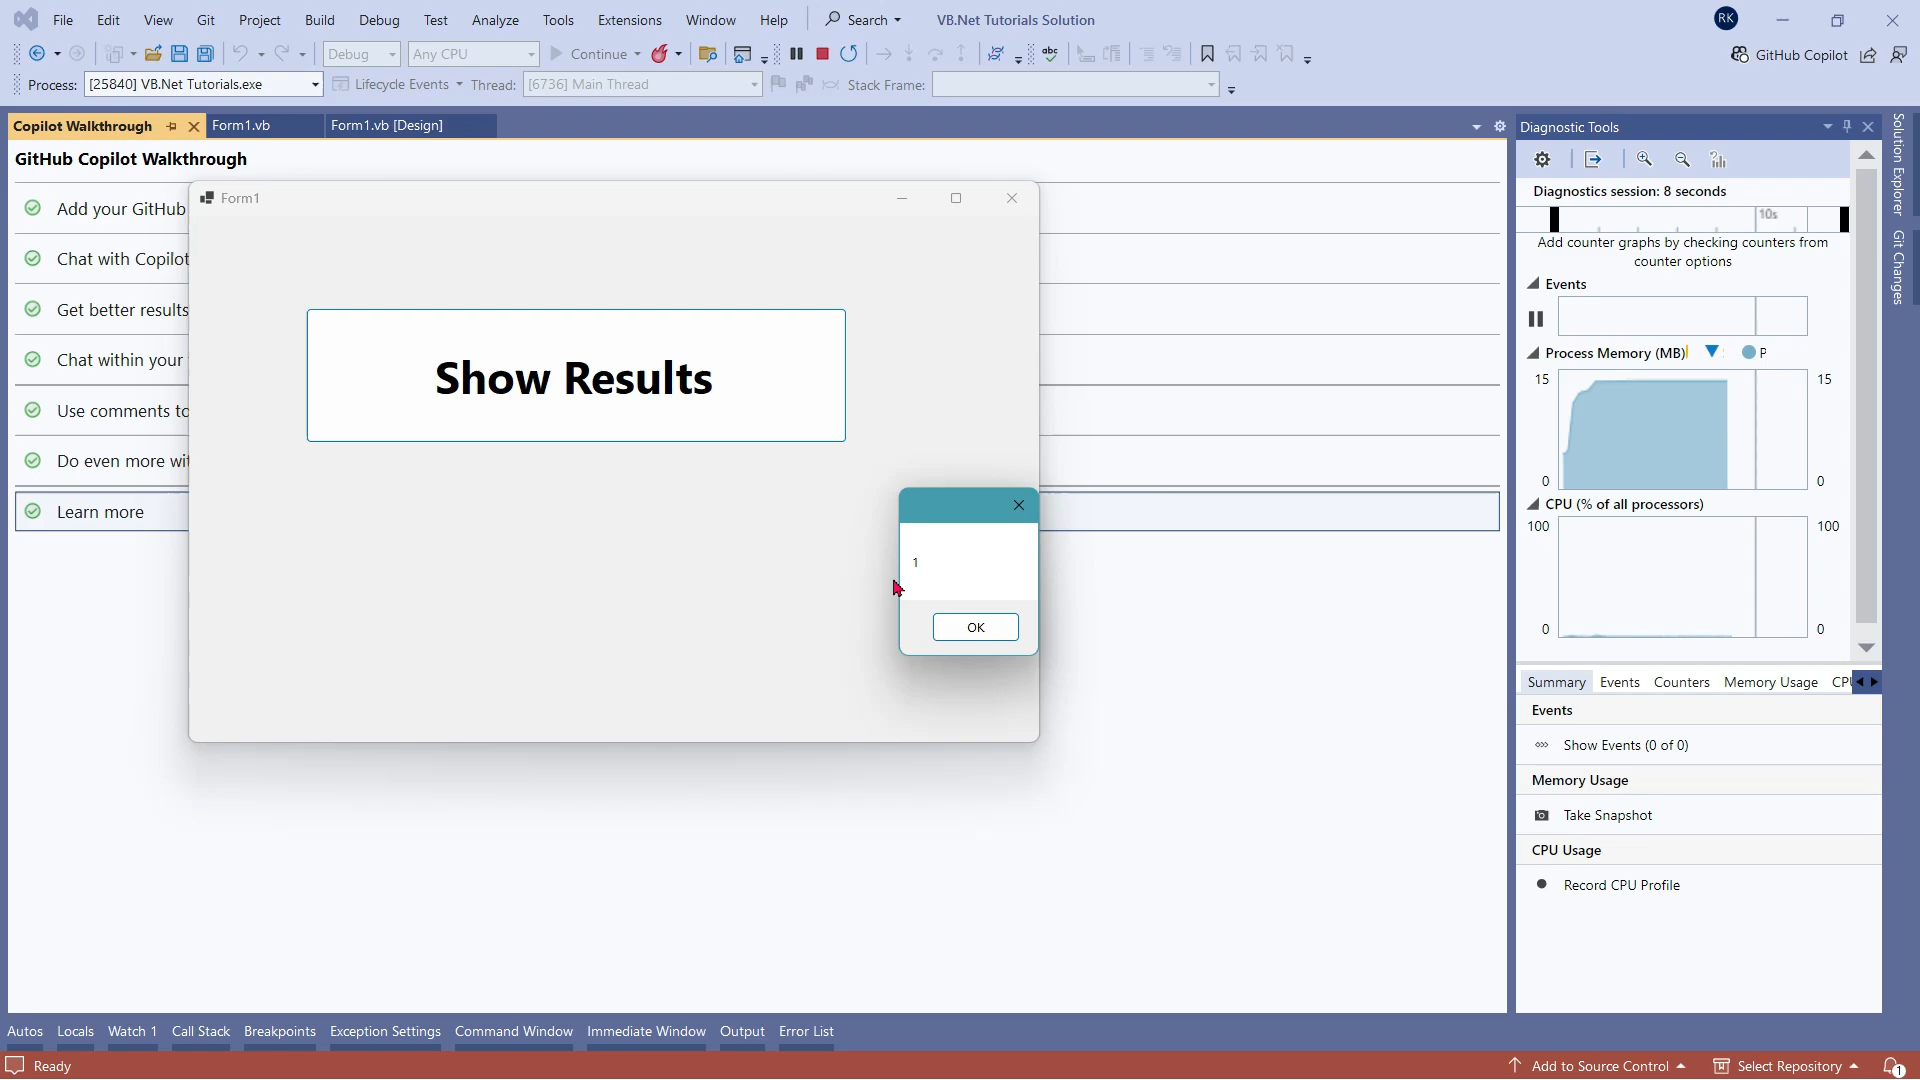 File Edit View Git Project Build Debug Test Analyze Tools Extensions Window Help Search VB.Net Tutorials Solution RK
Debug Any CPU Continue GitHub Copilot
Process: [25840] VB.Net Tutorials.exe Lifecycle Events Thread: [6736] Main Thread Stack Frame:
Copilot Walkthrough Form1.vb Form1.vb [Design]
GitHub Copilot Walkthrough
Add your GitHub
Chat with Copilot
Get better results
Chat within your
Use comments to
Do even more wit
Learn more
Form1
Show Results
1
OK
Diagnostic Tools
Diagnostics session: 8 seconds
10s
Add counter graphs by checking counters from
counter options
Events
Process Memory (MB) P
15 15
0 0
CPU (% of all processors)
100 100
0 0
Summary Events Counters Memory Usage CPU
Events
Show Events (0 of 0)
Memory Usage
Take Snapshot
CPU Usage
Record CPU Profile
Solution Explorer
Git Changes
Autos Locals Watch 1 Call Stack Breakpoints Exception Settings Command Window Immediate Window Output Error List
Ready Add to Source Control Select Repository 1